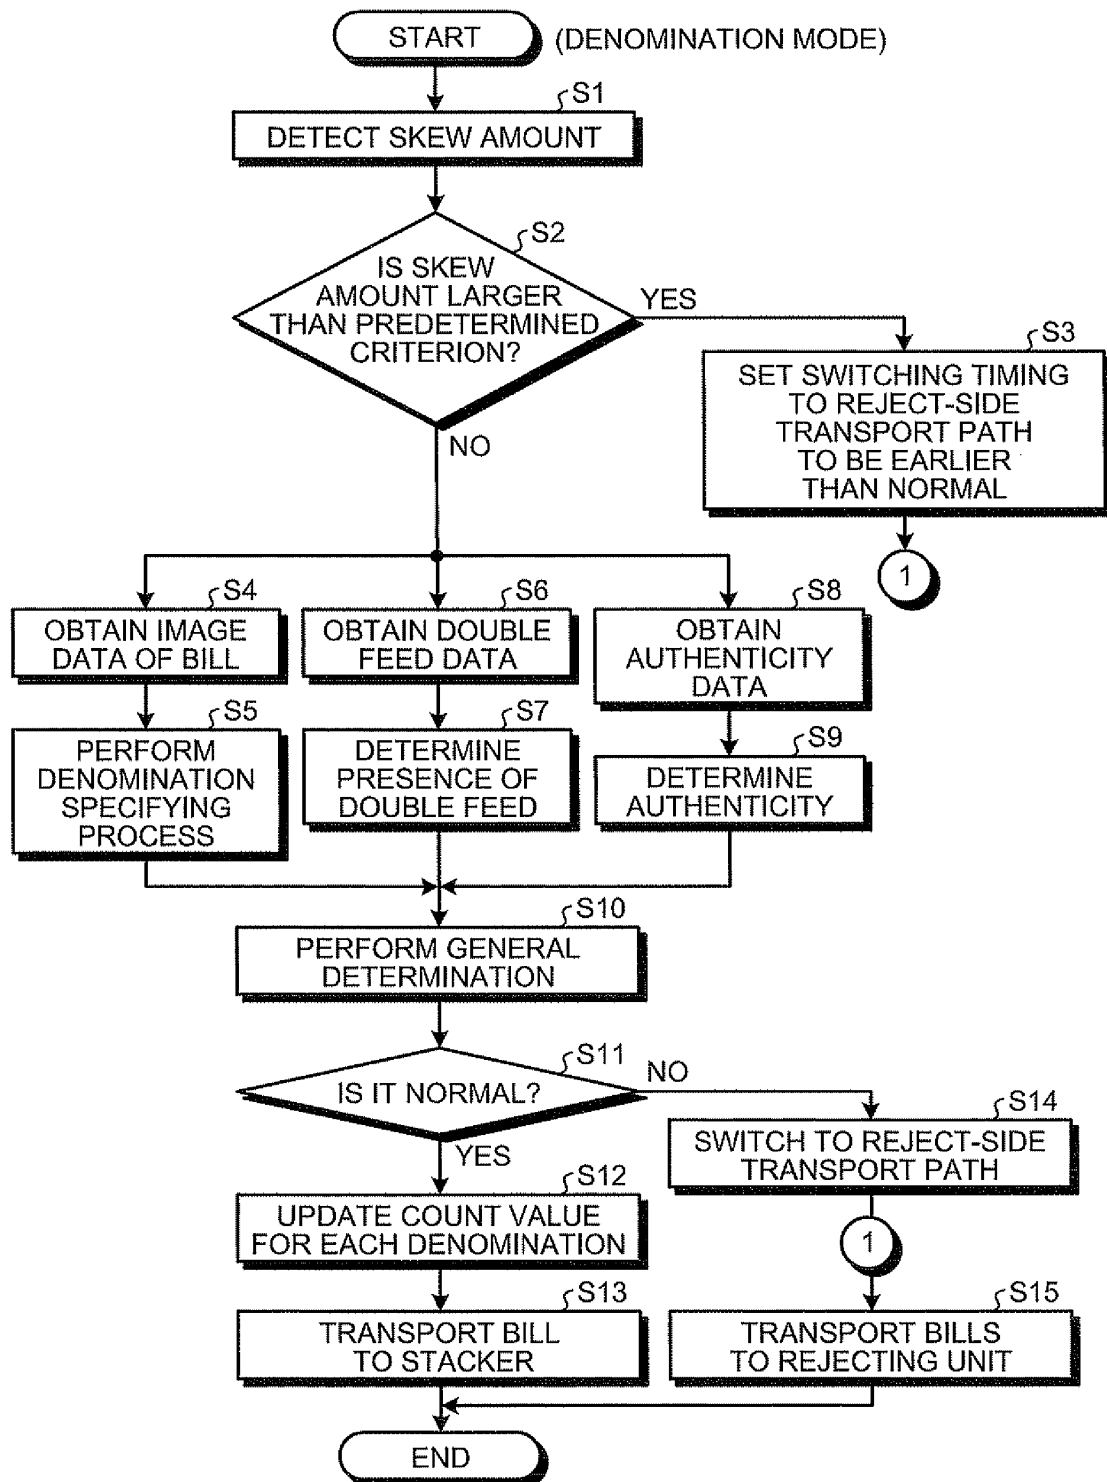 START
(DENOMINATION MODE)
S1
DETECT SKEW AMOUNT
S2
IS SKEW
AMOUNT LARGER
THAN PREDETERMINED
CRITERION?
YES
NO
S3
SET SWITCHING TIMING
TO REJECT-SIDE
TRANSPORT PATH
TO BE EARLIER
THAN NORMAL
1
S4
OBTAIN IMAGE
DATA OF BILL
S6
OBTAIN DOUBLE
FEED DATA
S8
OBTAIN
AUTHENTICITY
DATA
S5
PERFORM
DENOMINATION
SPECIFYING
PROCESS
S7
DETERMINE
PRESENCE OF
DOUBLE FEED
S9
DETERMINE
AUTHENTICITY
S10
PERFORM GENERAL
DETERMINATION
S11
IS IT NORMAL?
NO
YES
S14
SWITCH TO REJECT-SIDE
TRANSPORT PATH
S12
UPDATE COUNT VALUE
FOR EACH DENOMINATION
1
S13
TRANSPORT BILL
TO STACKER
S15
TRANSPORT BILLS
TO REJECTING UNIT
END